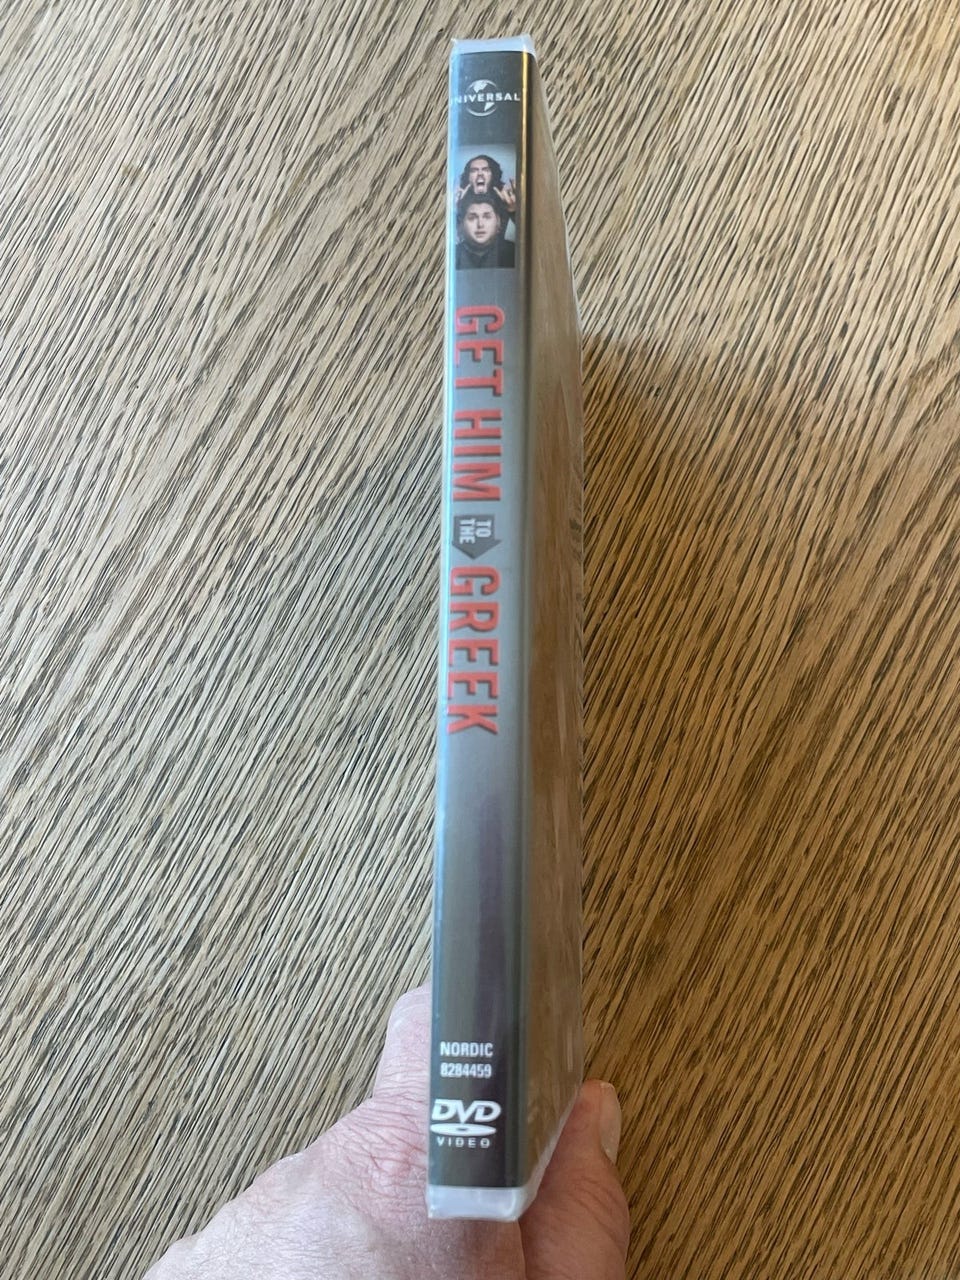 UNIVERSAL
GET HIM TO THE GREEK
NORDIC
8284459
DVD
VIDEO